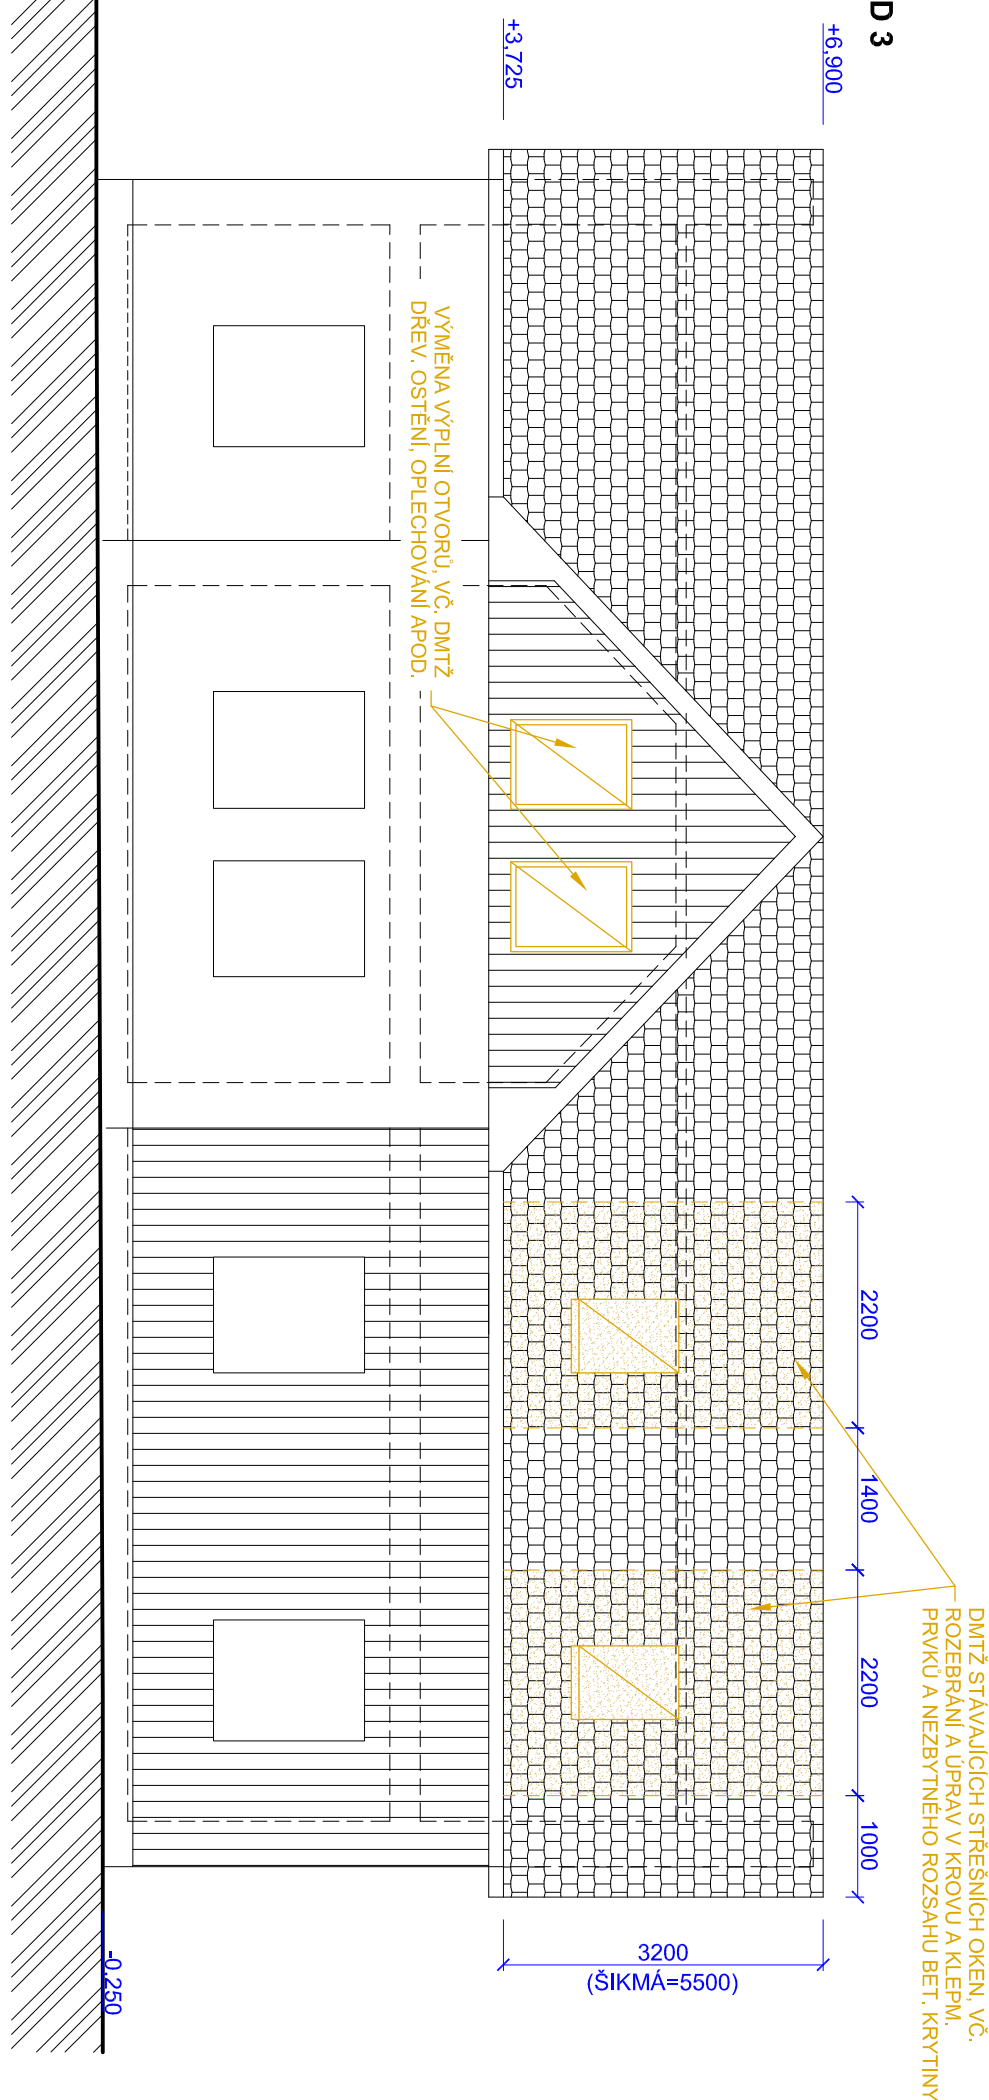 D 3
+6,900
+3,725
VÝMĚNA VÝPLNÍ OTVORŮ, VČ. DMTŽ
DŘEV. OSTĚNÍ, OPLECHOVÁNÍ APOD.
2200
1400
2200
1000
DMTŽ STÁVAJÍCÍCH STŘEŠNÍCH OKEN, VČ.
ROZEBRÁNÍ A ÚPRAV V KROVU A KLEPM.
PRVKŮ A NEZBYTNÉHO ROZSAHU BET. KRYTINY
3200
(ŠIKMÁ=5500)
-0,250